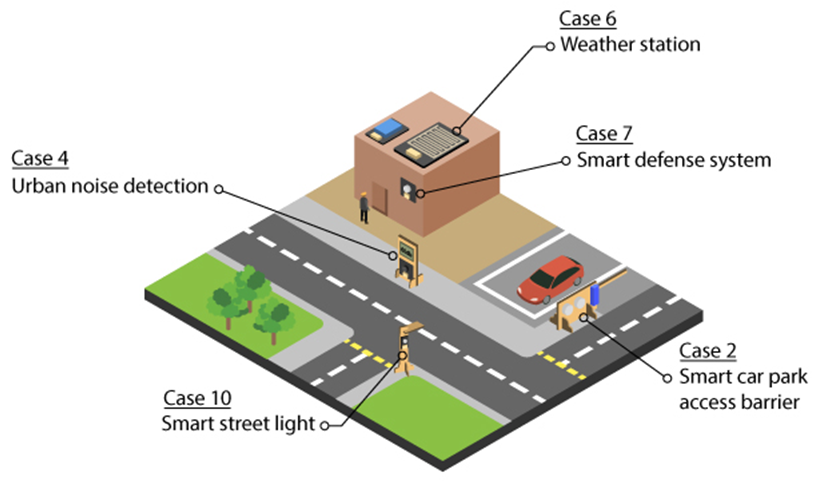 Case 6
Weather station
Case 7
Smart defense system
Case 4
Urban noise detection
Case 2
Smart car park
access barrier
Case 10
Smart street light